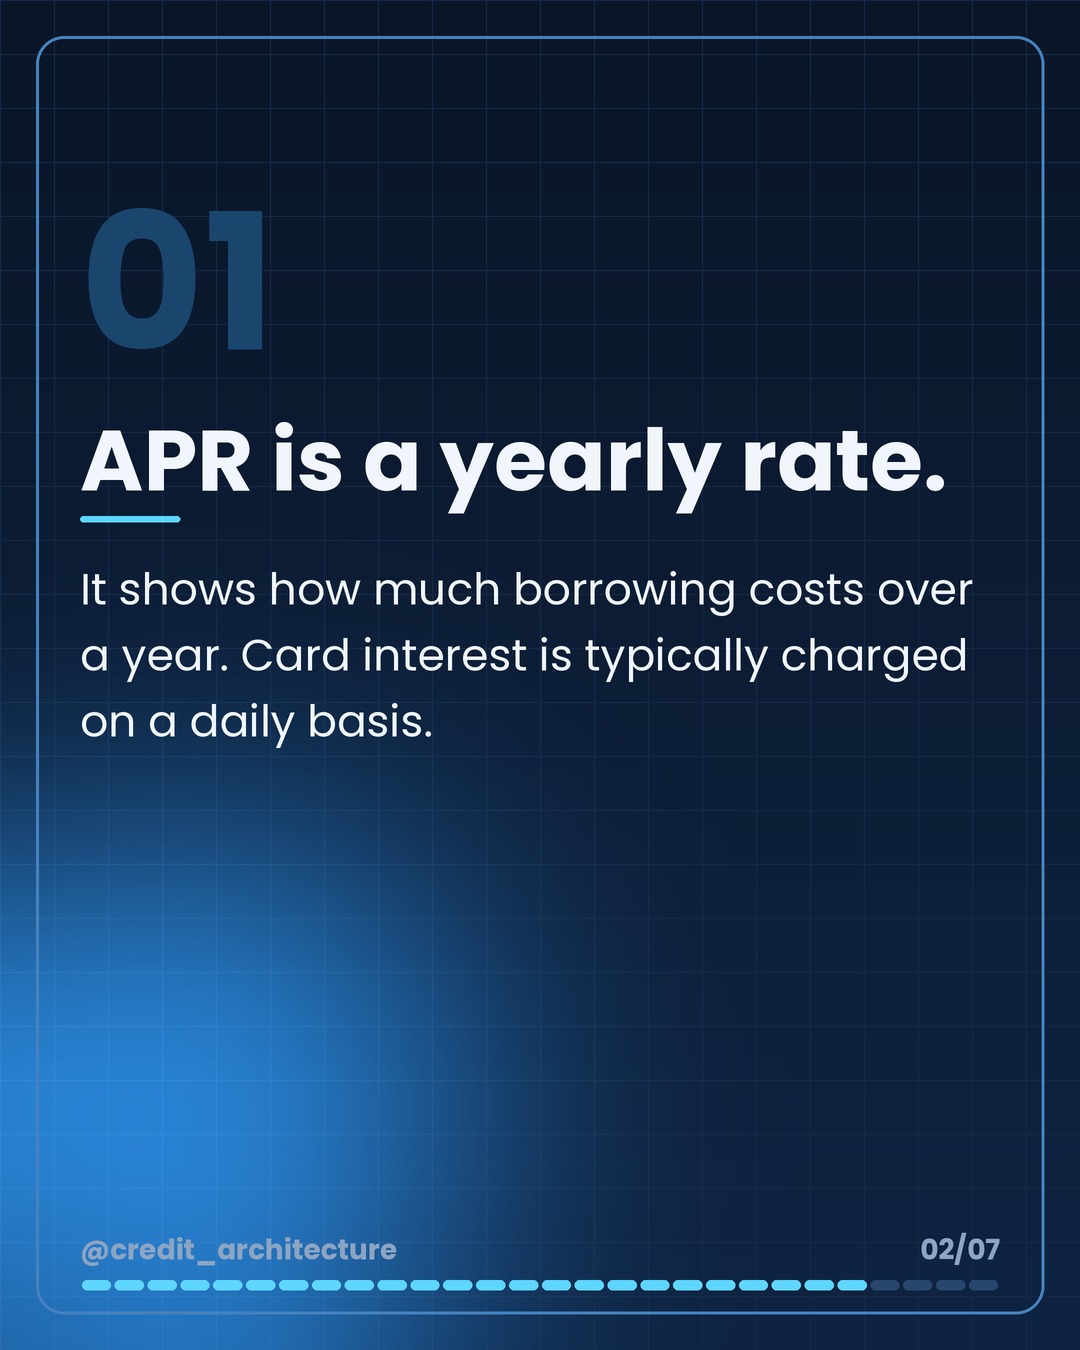 01
APR is a yearly rate.
It shows how much borrowing costs over
a year. Card interest is typically charged
on a daily basis.
@credit_architecture
02/07